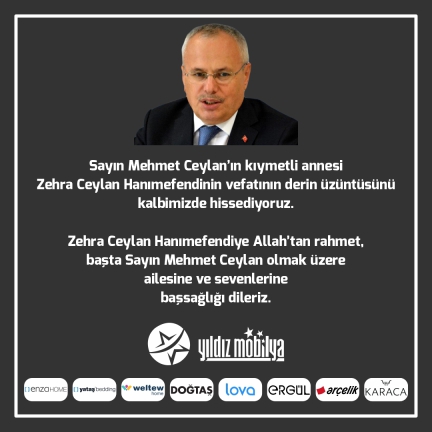 Sayın Mehmet Ceylan'ın kıymetli annesi
Zehra Ceylan Hanımefendinin vefatının derin üzüntüsünü
kalbimizde hissediyoruz.
Zehra Ceylan Hanımefendiye Allah'tan rahmet,
başta Sayın Mehmet Ceylan olmak üzere
ailesine ve sevenlerine
başsağlığı dileriz.
yıldız mobilya
enzaHOME yataş bedding weltew home DOĞTAŞ lova ERGÜL arçelik KARACA